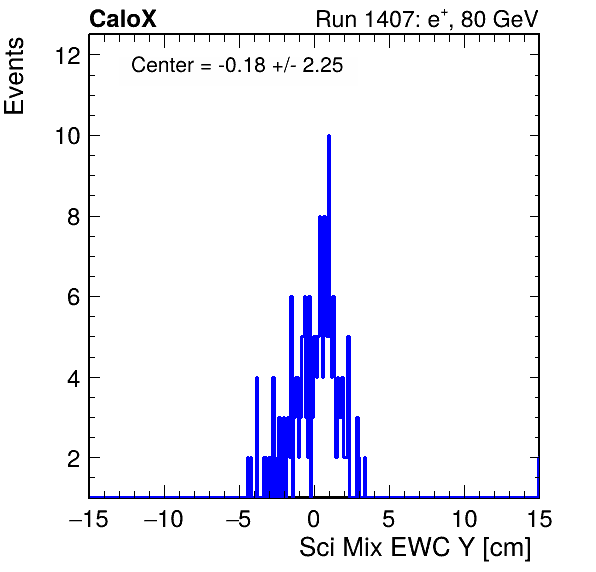 CaloX Run 1407: e⁺, 80 GeV
Center = -0.18 +/- 2.25
Events
12
10
8
6
4
2
−15 −10 −5 0 5 10 15
Sci Mix EWC Y [cm]